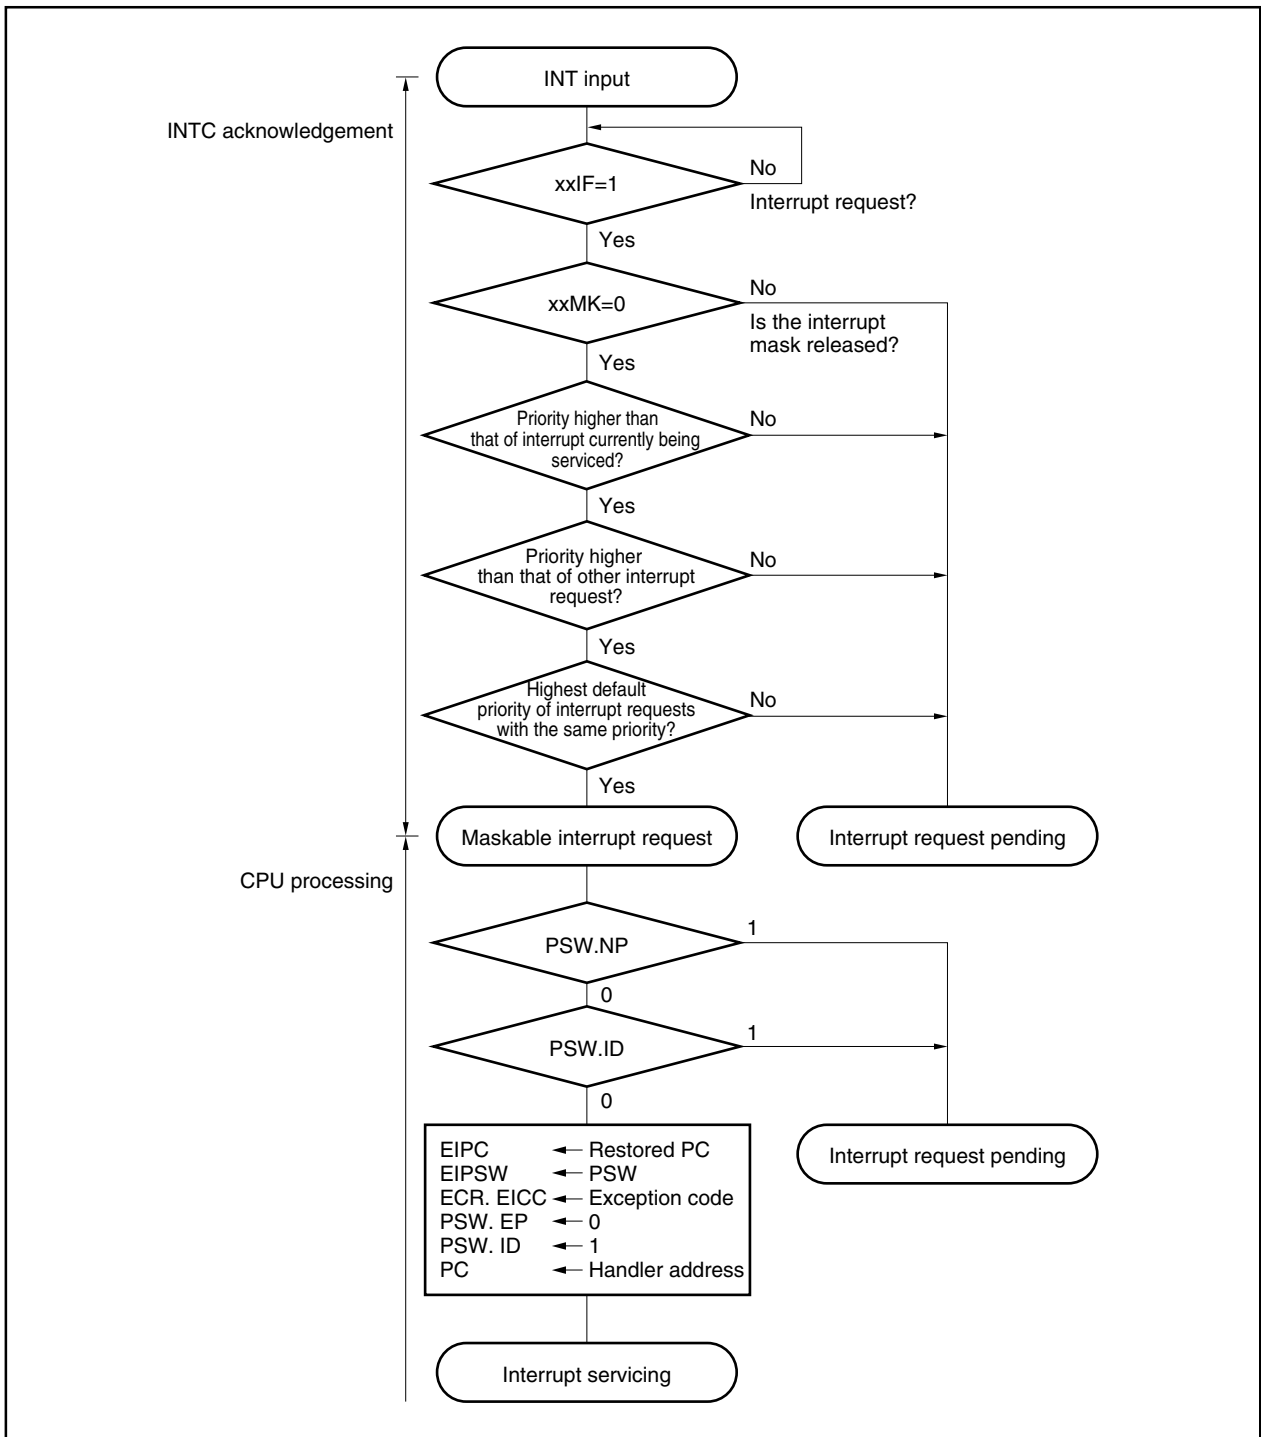 INT input
INTC acknowledgement
xxIF=1
No
Interrupt request?
Yes
xxMK=0
No
Is the interrupt
mask released?
Yes
Priority higher than
that of interrupt currently being
serviced?
No
Yes
Priority higher
than that of other interrupt
request?
No
Yes
Highest default
priority of interrupt requests
with the same priority?
No
Yes
Maskable interrupt request
Interrupt request pending
CPU processing
PSW.NP
1
0
PSW.ID
1
0
Interrupt request pending
EIPC ← Restored PC
EIPSW ← PSW
ECR. EICC ← Exception code
PSW. EP ← 0
PSW. ID ← 1
PC ← Handler address
Interrupt servicing